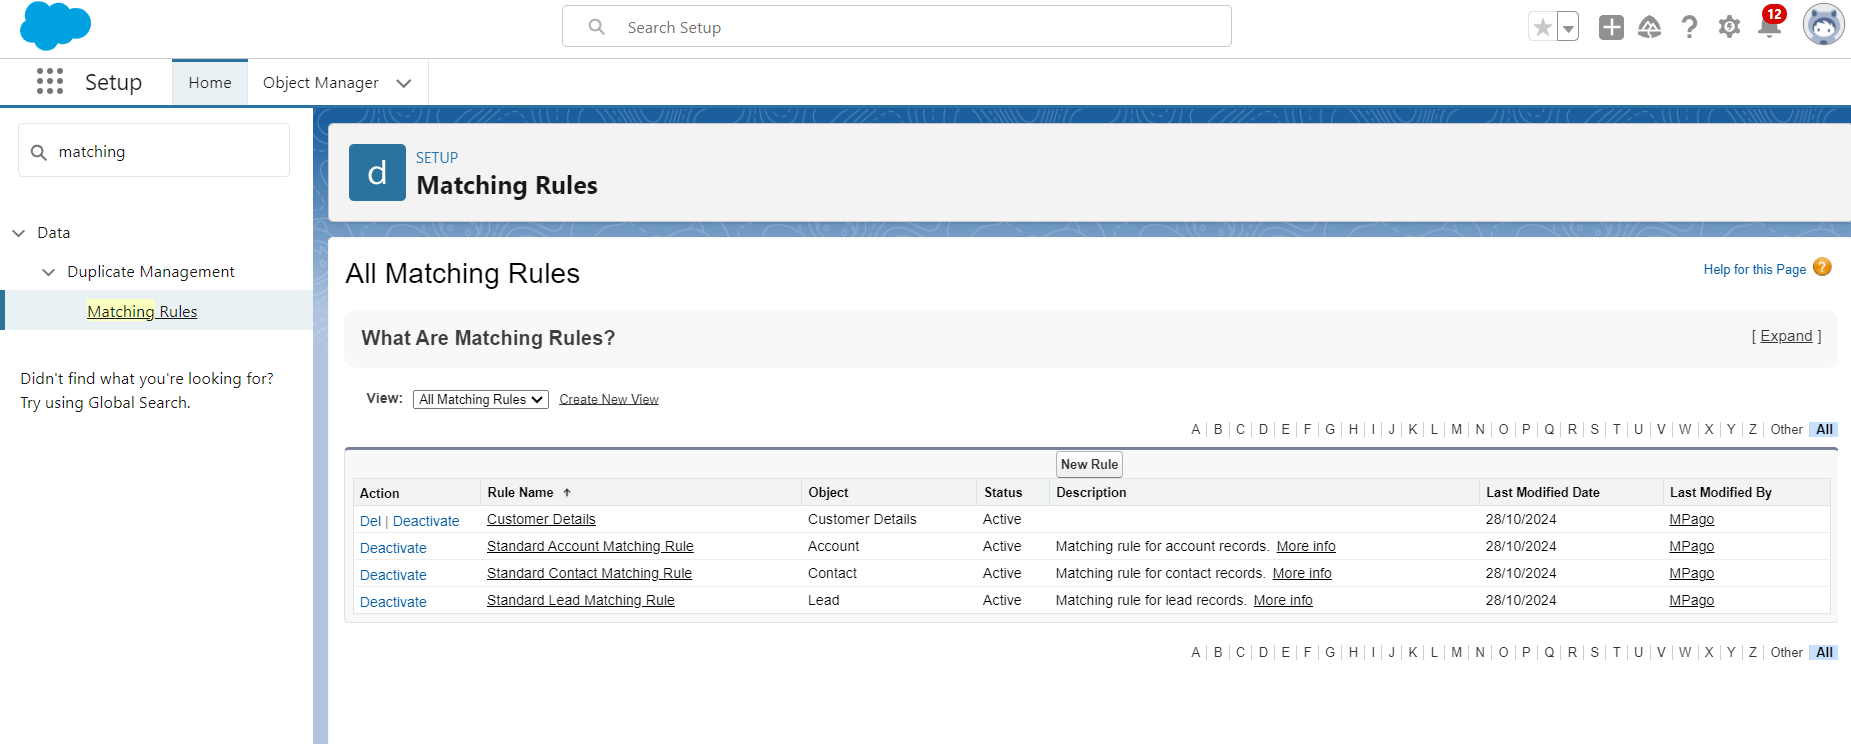 Search Setup
12
Setup
Home
Object Manager
matching
Data
Duplicate Management
Matching Rules
Didn't find what you're looking for?
Try using Global Search.
d
SETUP
Matching Rules
All Matching Rules
Help for this Page ?
What Are Matching Rules?
[ Expand ]
View: All Matching Rules Create New View
A | B | C | D | E | F | G | H | I | J | K | L | M | N | O | P | Q | R | S | T | U | V | W | X | Y | Z | Other | All
New Rule
Action Rule Name ↑ Object Status Description Last Modified Date Last Modified By
Del | Deactivate Customer Details Customer Details Active 28/10/2024 MPago
Deactivate Standard Account Matching Rule Account Active Matching rule for account records. More info 28/10/2024 MPago
Deactivate Standard Contact Matching Rule Contact Active Matching rule for contact records. More info 28/10/2024 MPago
Deactivate Standard Lead Matching Rule Lead Active Matching rule for lead records. More info 28/10/2024 MPago
A | B | C | D | E | F | G | H | I | J | K | L | M | N | O | P | Q | R | S | T | U | V | W | X | Y | Z | Other | All